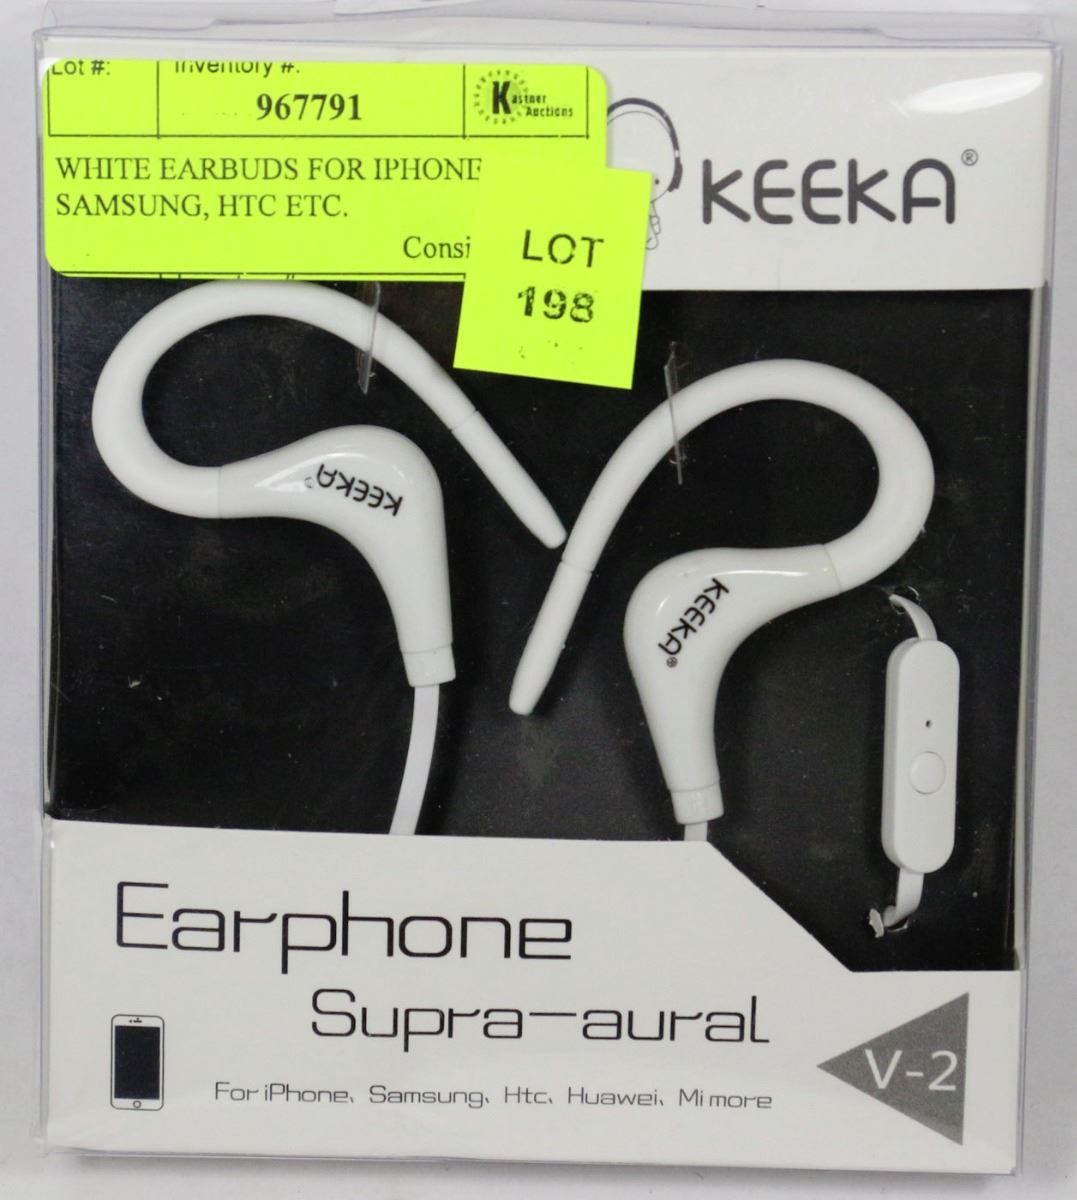 Lot #:
Inventory #:
967791
Kastner
Auctions
WHITE EARBUDS FOR IPHONE
SAMSUNG, HTC ETC.
Consi
LOT
198
KEEKA®
KEEKA®
KEEKA®
Earphone
Supra-aural
For iPhone、Samsung、Htc、Huawei、Mi more
V-2